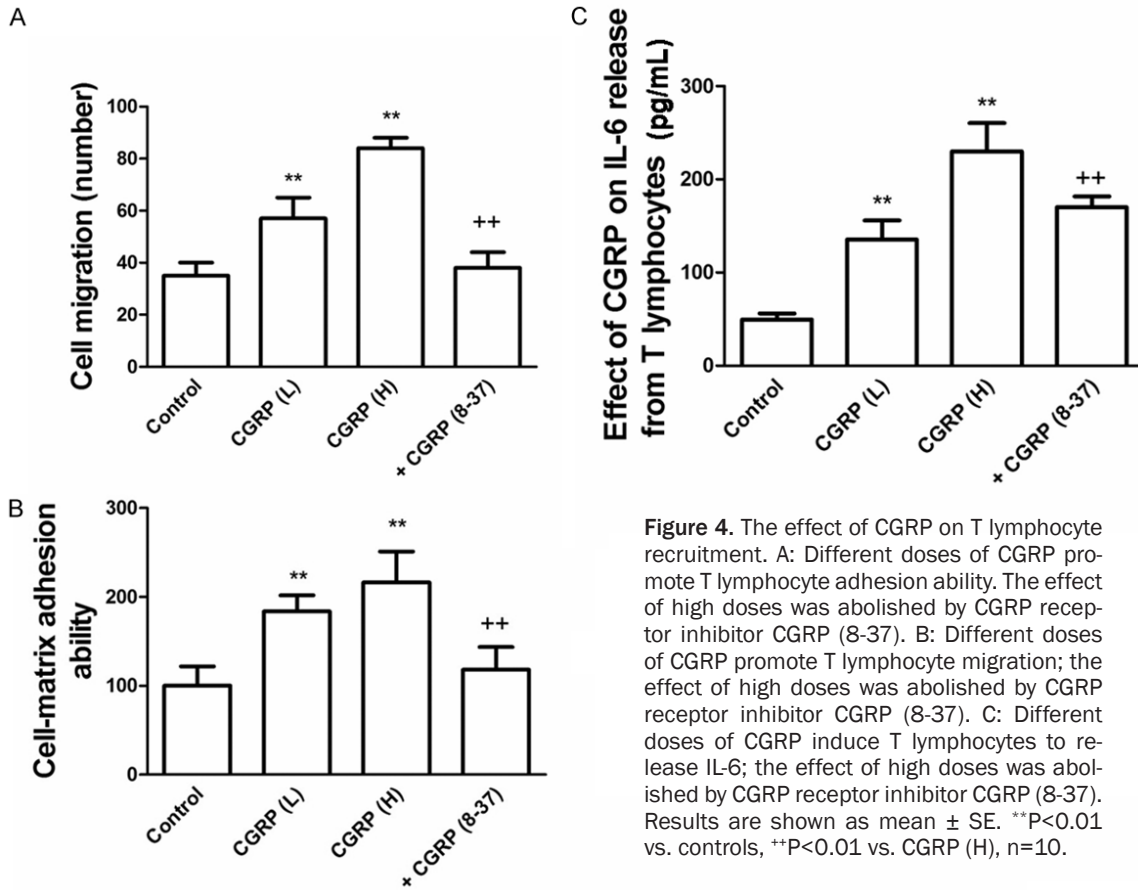 A
Cell migration (number)
100
80
60
40
20
0
**
**
++
Control
CGRP (L)
CGRP (H)
+ CGRP (8-37)
B
Cell-matrix adhesion
ability
300
200
100
0
**
**
++
Control
CGRP (L)
CGRP (H)
+ CGRP (8-37)
C
Effect of CGRP on IL-6 release
from T lymphocytes (pg/mL)
300
200
100
0
**
**
++
Control
CGRP (L)
CGRP (H)
+ CGRP (8-37)
Figure 4. The effect of CGRP on T lymphocyte
recruitment. A: Different doses of CGRP pro-
mote T lymphocyte adhesion ability. The effect
of high doses was abolished by CGRP recep-
tor inhibitor CGRP (8-37). B: Different doses
of CGRP promote T lymphocyte migration; the
effect of high doses was abolished by CGRP
receptor inhibitor CGRP (8-37). C: Different
doses of CGRP induce T lymphocytes to re-
lease IL-6; the effect of high doses was abol-
ished by CGRP receptor inhibitor CGRP (8-37).
Results are shown as mean ± SE. **P<0.01
vs. controls, ++P<0.01 vs. CGRP (H), n=10.